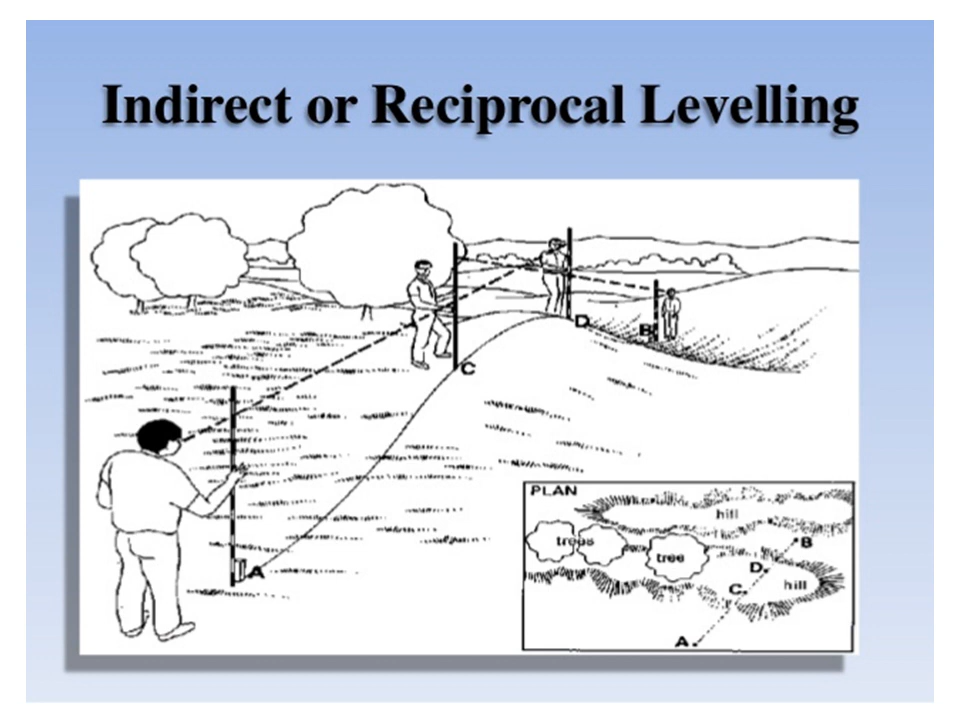 Indirect or Reciprocal Levelling
D
B
C
A
PLAN
hill
trees
tree
B
D
C
hill
A